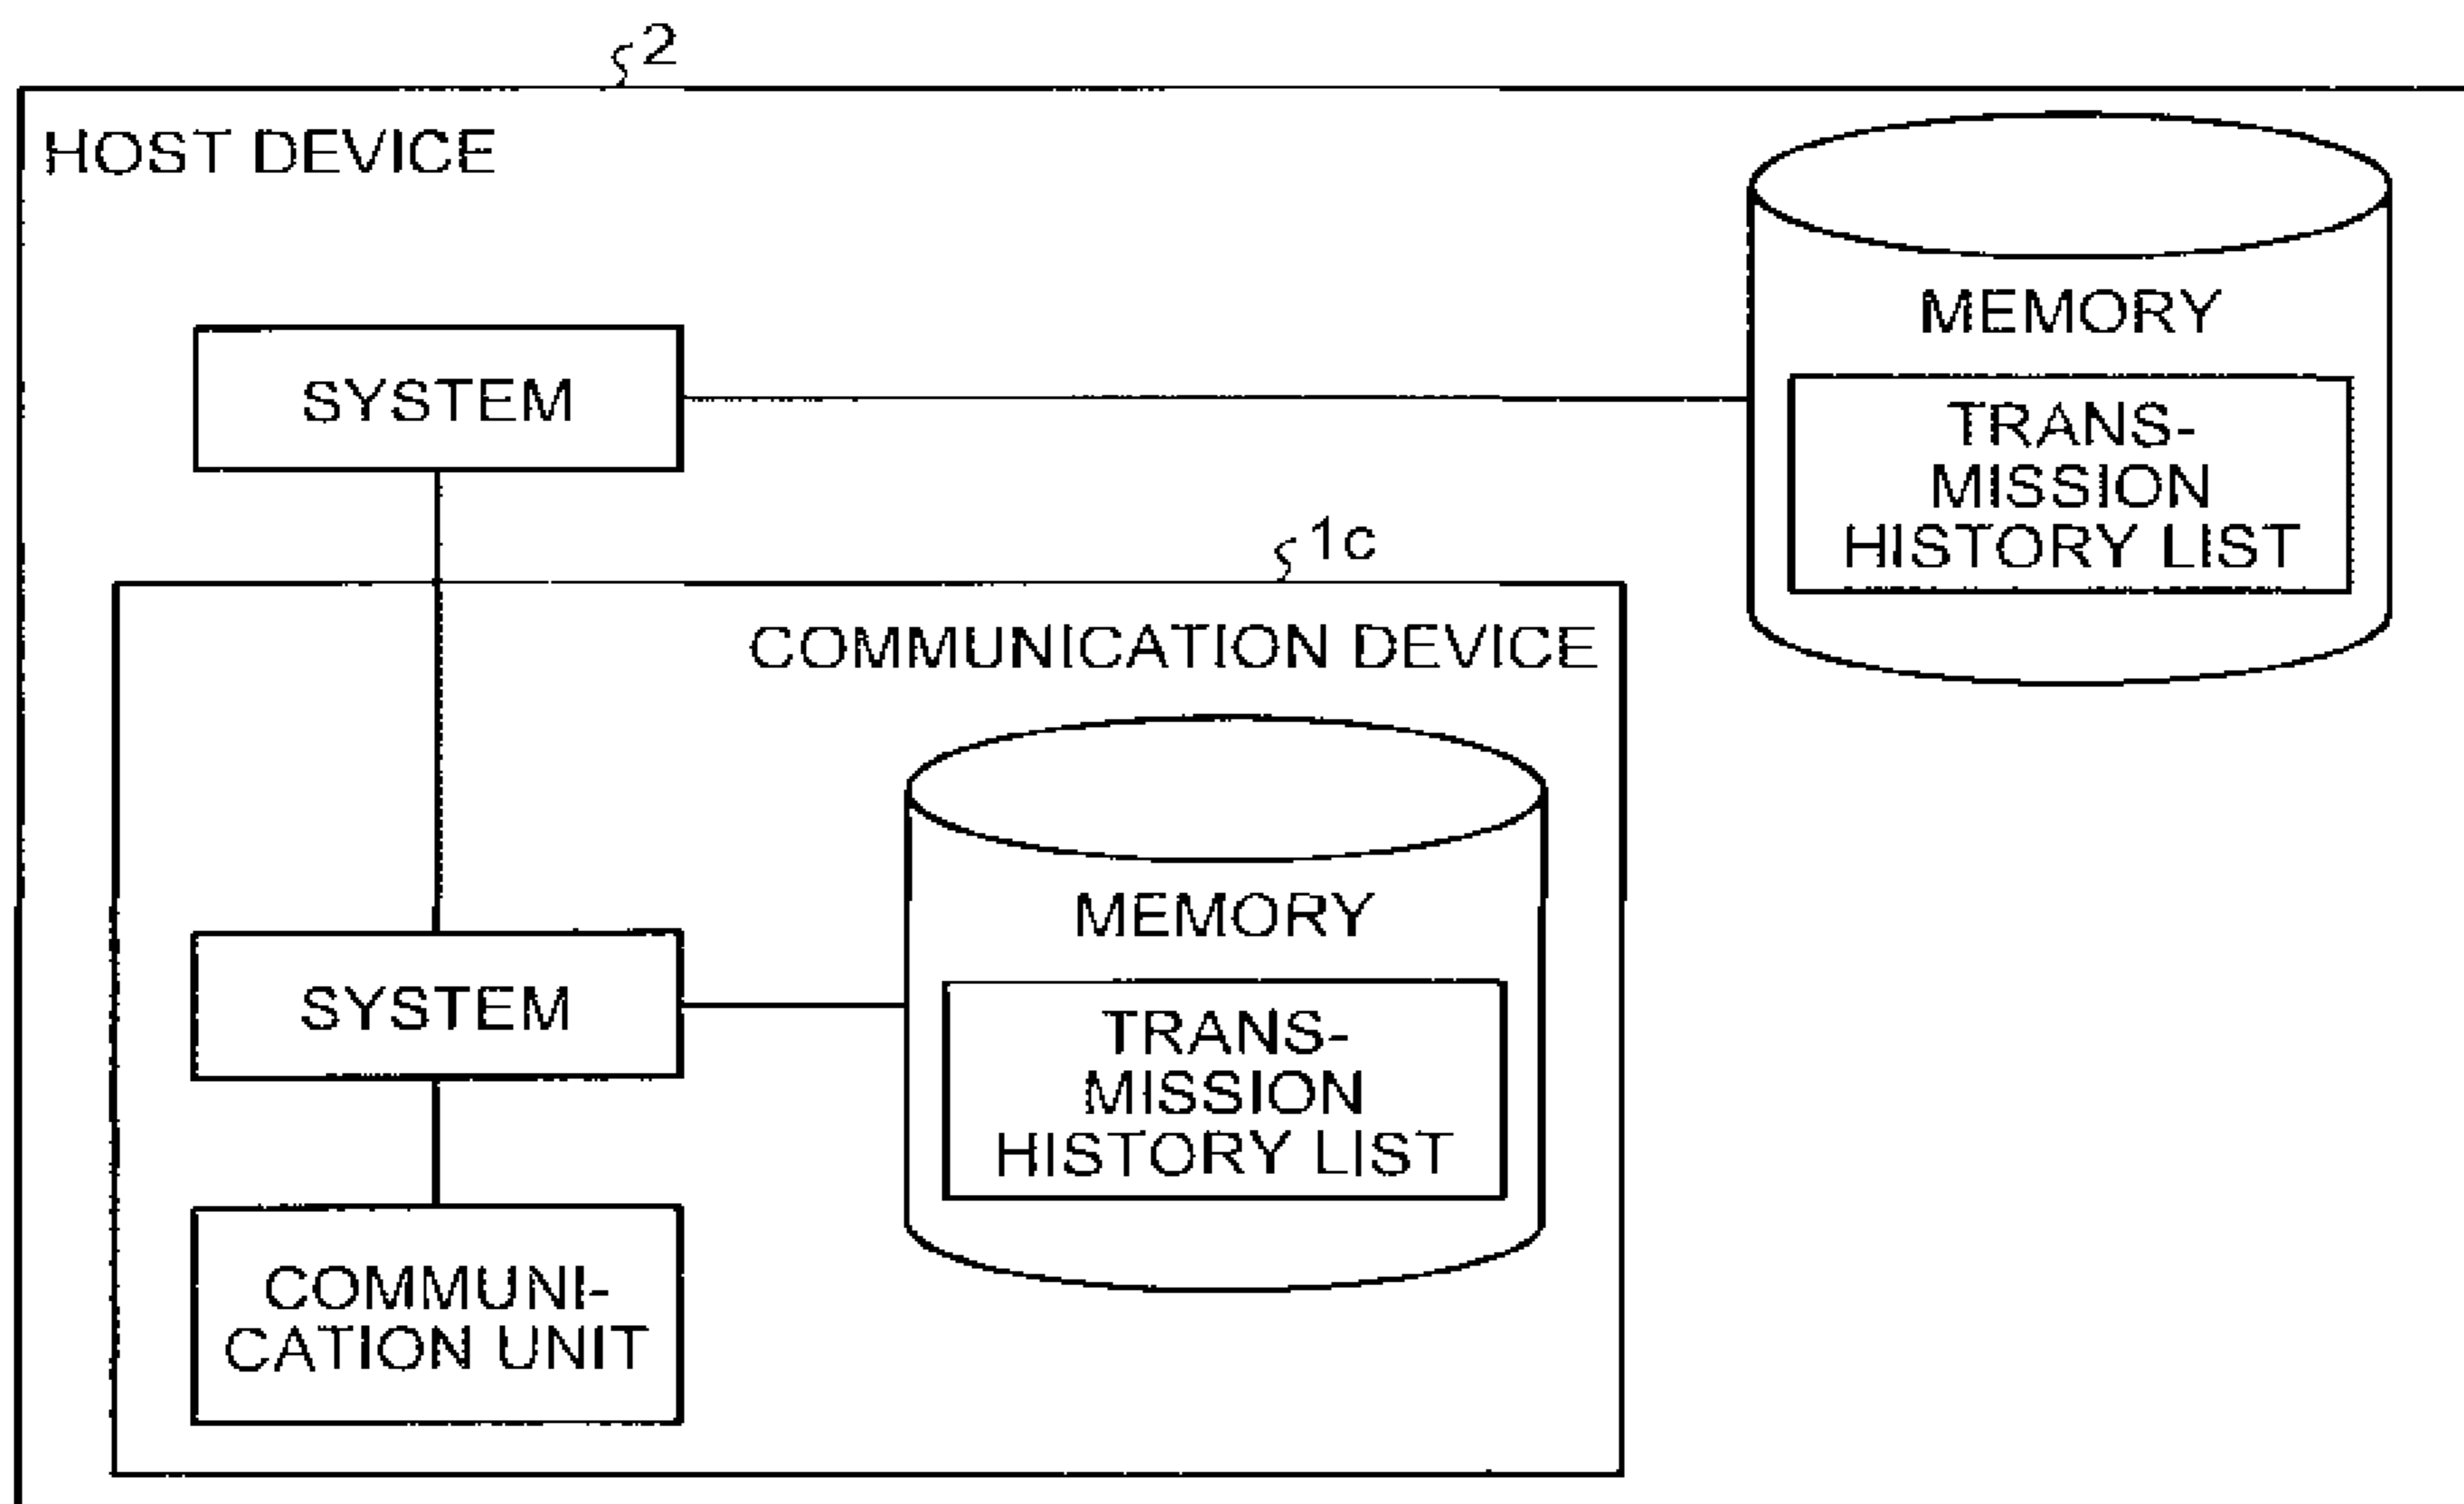 2
HOST DEVICE
MEMORY
SYSTEM
TRANS-
MISSION
HISTORY LIST
1c
COMMUNICATION DEVICE
MEMORY
SYSTEM
TRANS-
MISSION
HISTORY LIST
COMMUNI-
CATION UNIT